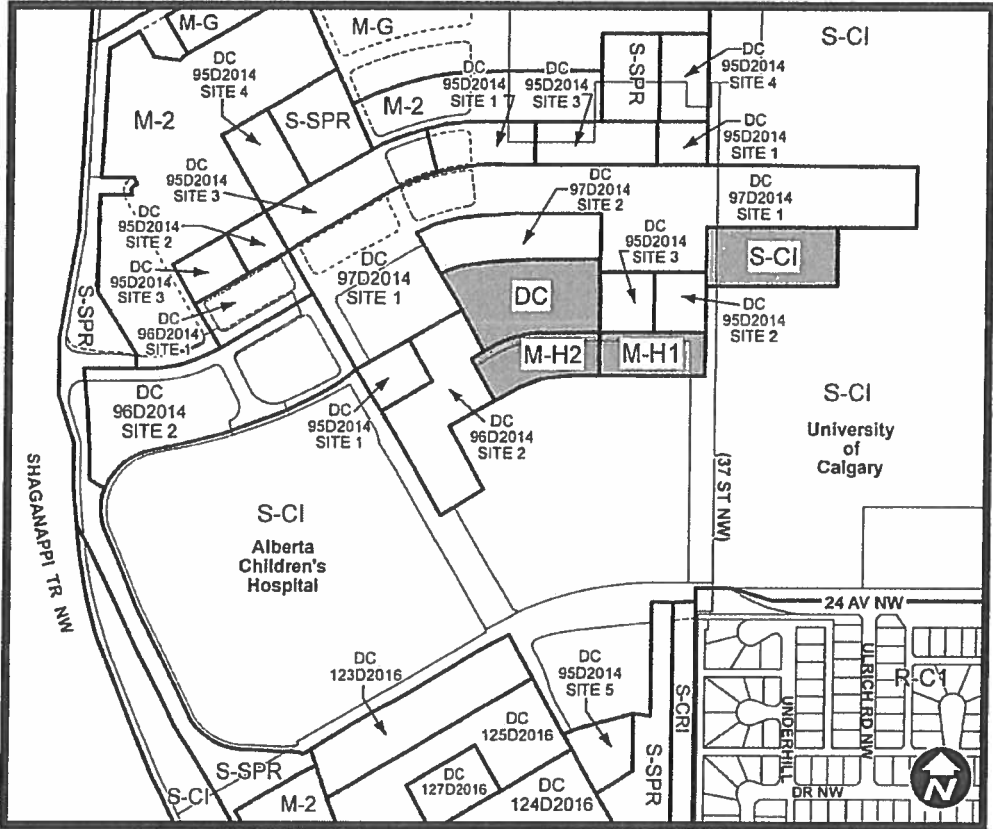 M-G
M-G
S-CI
DC
95D2014
SITE 4
DC
95D2014
SITE 1
DC
95D2014
SITE 3
S-SPR
DC
95D2014
SITE 4
M-2
S-SPR
M-2
DC
95D2014
SITE 1
DC
95D2014
SITE 3
DC
97D2014
SITE 2
DC
97D2014
SITE 1
DC
95D2014
SITE 2
DC
95D2014
SITE 3
S-CI
DC
95D2014
SITE 3
DC
97D2014
SITE 1
DC
S-SPR
DC
96D2014
SITE 1
DC
95D2014
SITE 2
M-H2
M-H1
DC
96D2014
SITE 2
DC
95D2014
SITE 1
DC
96D2014
SITE 2
S-CI
University
of
Calgary
(37 ST NW)
SHAGANAPPI TR NW
S-CI
Alberta
Children's
Hospital
24 AV NW
DC
123D2016
DC
95D2014
SITE 5
S-CRI
R-C1
ULRICH RD NW
UNDERHILL
DC
125D2016
S-SPR
S-SPR
S-CI
M-2
DC
127D2016
DC
124D2016
DR NW
N